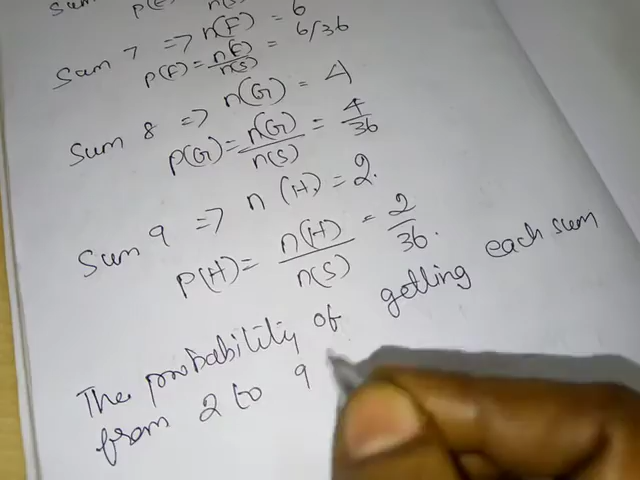 Sum
Sum 7 => n(F) = 6
P(F) = n(F)/n(S) = 6/36
Sum 8 => n(G) = 4
P(G) = n(G)/n(S) = 4/36
Sum 9 => n(H) = 2.
P(H) = n(H)/n(S) = 2/36.
The probability of getting each sum
from 2 to 9